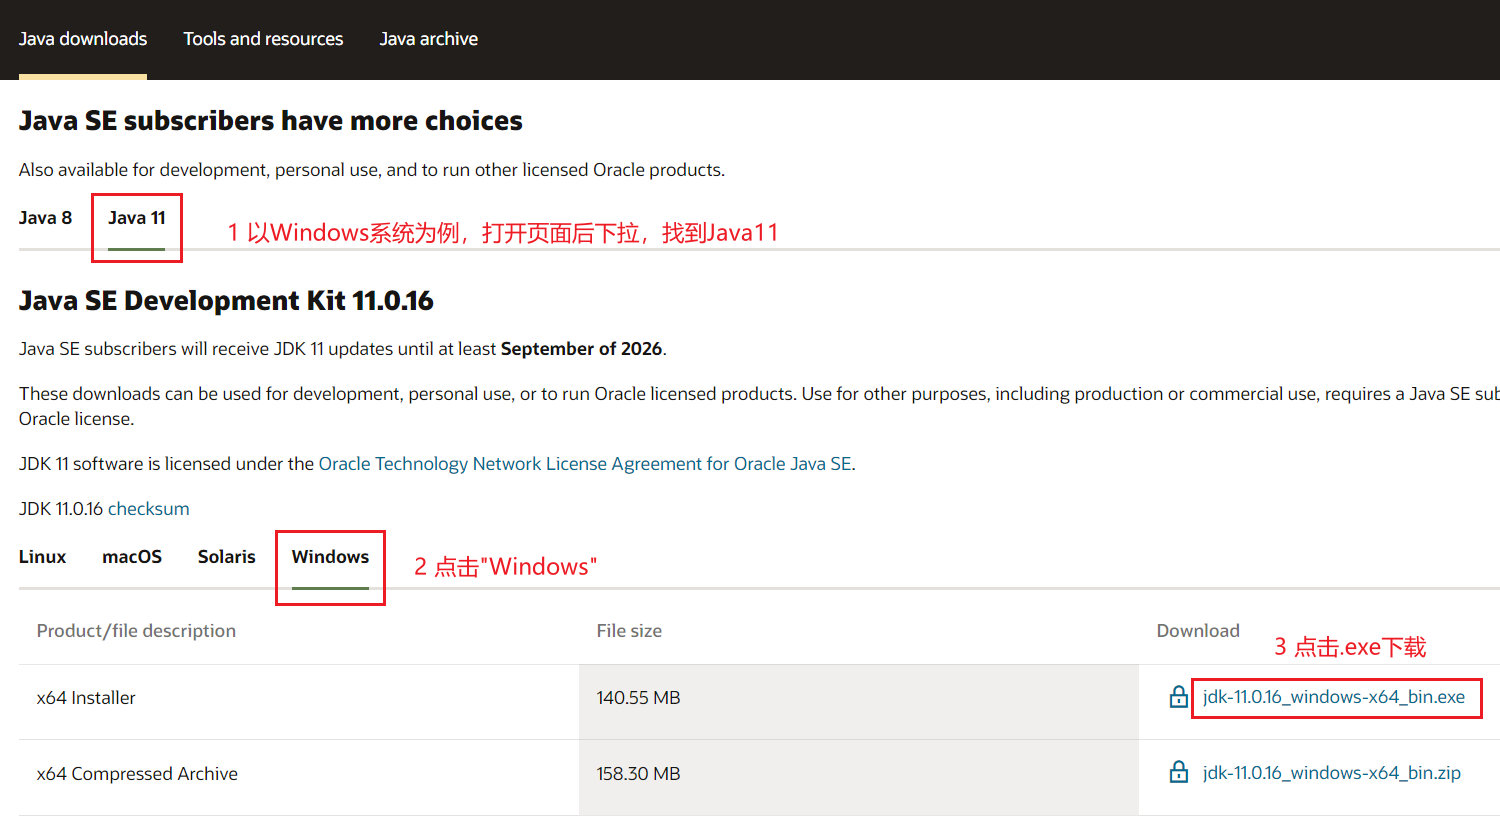 Java downloads Tools and resources Java archive
Java SE subscribers have more choices
Also available for development, personal use, and to run other licensed Oracle products.
Java 8 Java 11 1 以Windows系统为例，打开页面后下拉，找到Java11
Java SE Development Kit 11.0.16
Java SE subscribers will receive JDK 11 updates until at least September of 2026.
These downloads can be used for development, personal use, or to run Oracle licensed products. Use for other purposes, including production or commercial use, requires a Java SE sub
Oracle license.
JDK 11 software is licensed under the Oracle Technology Network License Agreement for Oracle Java SE.
JDK 11.0.16 checksum
Linux macOS Solaris Windows 2 点击"Windows"
Product/file description File size Download 3 点击.exe下载
x64 Installer 140.55 MB jdk-11.0.16_windows-x64_bin.exe
x64 Compressed Archive 158.30 MB jdk-11.0.16_windows-x64_bin.zip